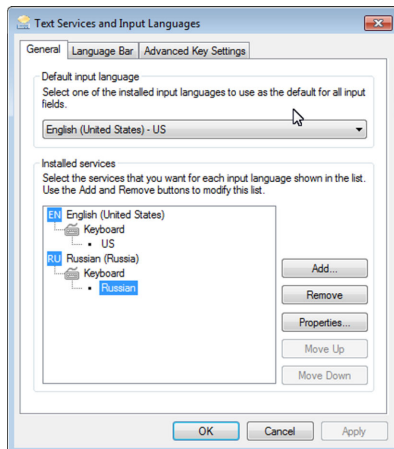 Text Services and Input Languages
General
Language Bar
Advanced Key Settings
Default input language
Select one of the installed input languages to use as the default for all input
fields.
English (United States) - US
Installed services
Select the services that you want for each input language shown in the list.
Use the Add and Remove buttons to modify this list.
EN English (United States)
Keyboard
• US
RU Russian (Russia)
Keyboard
• Russian
Add...
Remove
Properties...
Move Up
Move Down
OK
Cancel
Apply